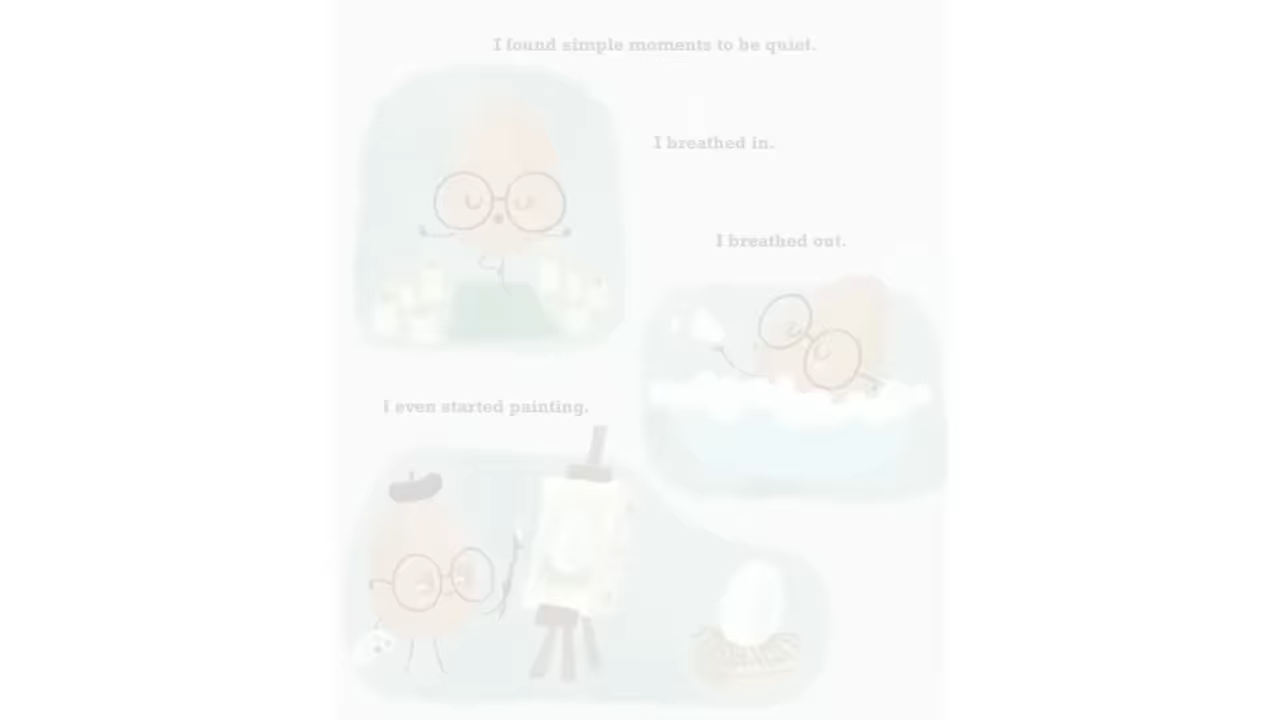 I found simple moments to be quiet.
I breathed in.
I breathed out.
I even started painting.